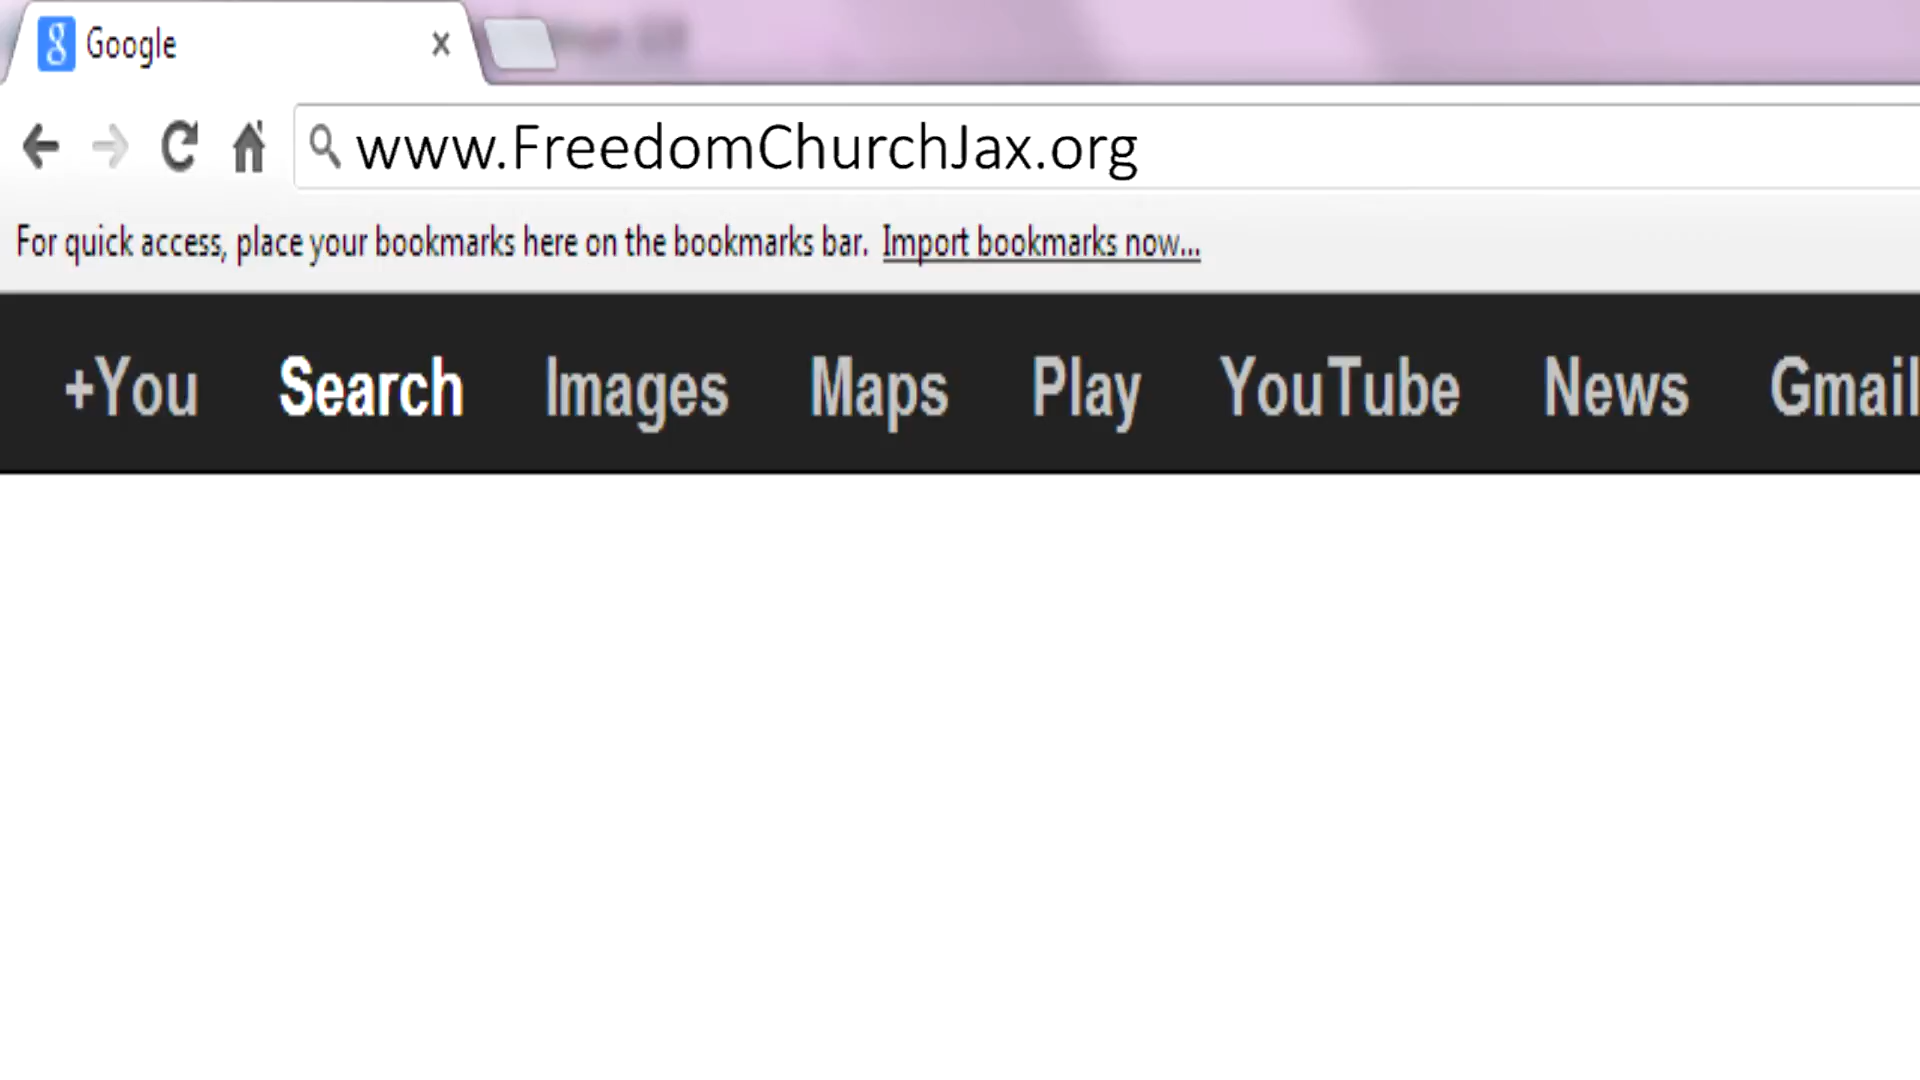 Google
www.FreedomChurchJax.org
For quick access, place your bookmarks here on the bookmarks bar. Import bookmarks now...
+You Search Images Maps Play YouTube News Gmail